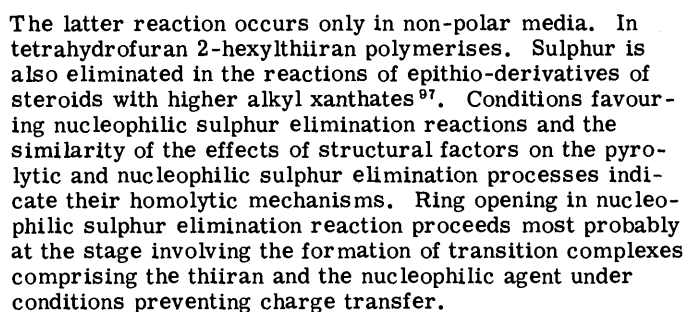 The latter reaction occurs only in non-polar media. In
tetrahydrofuran 2-hexylthiiran polymerises. Sulphur is
also eliminated in the reactions of epithio-derivatives of
steroids with higher alkyl xanthates⁹⁷. Conditions favour-
ing nucleophilic sulphur elimination reactions and the
similarity of the effects of structural factors on the pyro-
lytic and nucleophilic sulphur elimination processes indi-
cate their homolytic mechanisms. Ring opening in nucleo-
philic sulphur elimination reaction proceeds most probably
at the stage involving the formation of transition complexes
comprising the thiiran and the nucleophilic agent under
conditions preventing charge transfer.